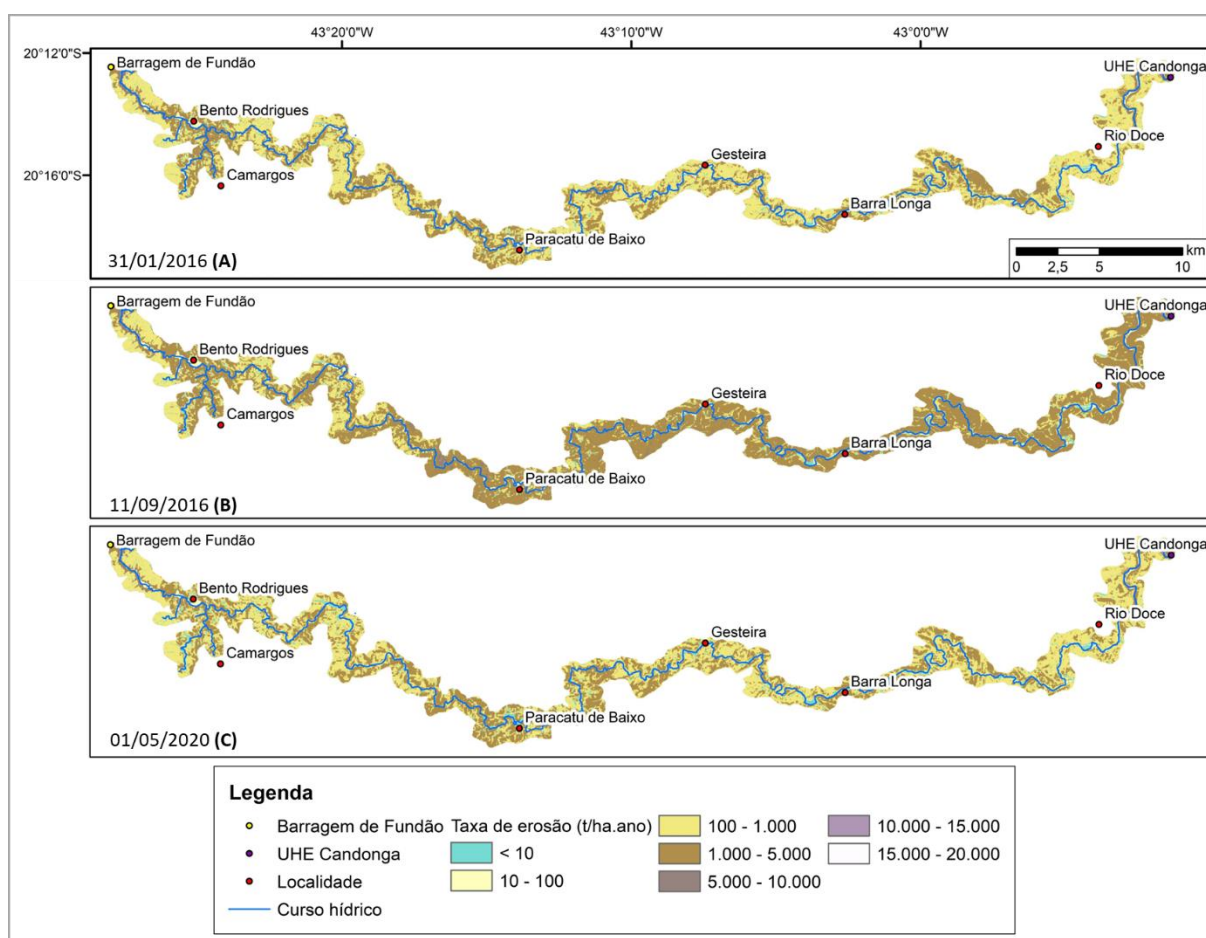 43°20'0"W 43°10'0"W 43°0'0"W
20°12'0"S
Barragem de Fundão
UHE Candonga
Bento Rodrigues
Rio Doce
Gesteira
20°16'0"S
Camargos
Barra Longa
Paracatu de Baixo
31/01/2016 (A)
km
0 2,5 5 10
Barragem de Fundão
UHE Candonga
Bento Rodrigues
Rio Doce
Gesteira
Camargos
Barra Longa
Paracatu de Baixo
11/09/2016 (B)
Barragem de Fundão
UHE Candonga
Bento Rodrigues
Rio Doce
Gesteira
Camargos
Barra Longa
Paracatu de Baixo
01/05/2020 (C)
Legenda
Barragem de Fundão
UHE Candonga
Localidade
Curso hídrico
Taxa de erosão (t/ha.ano)
< 10
10 - 100
100 - 1.000
1.000 - 5.000
5.000 - 10.000
10.000 - 15.000
15.000 - 20.000